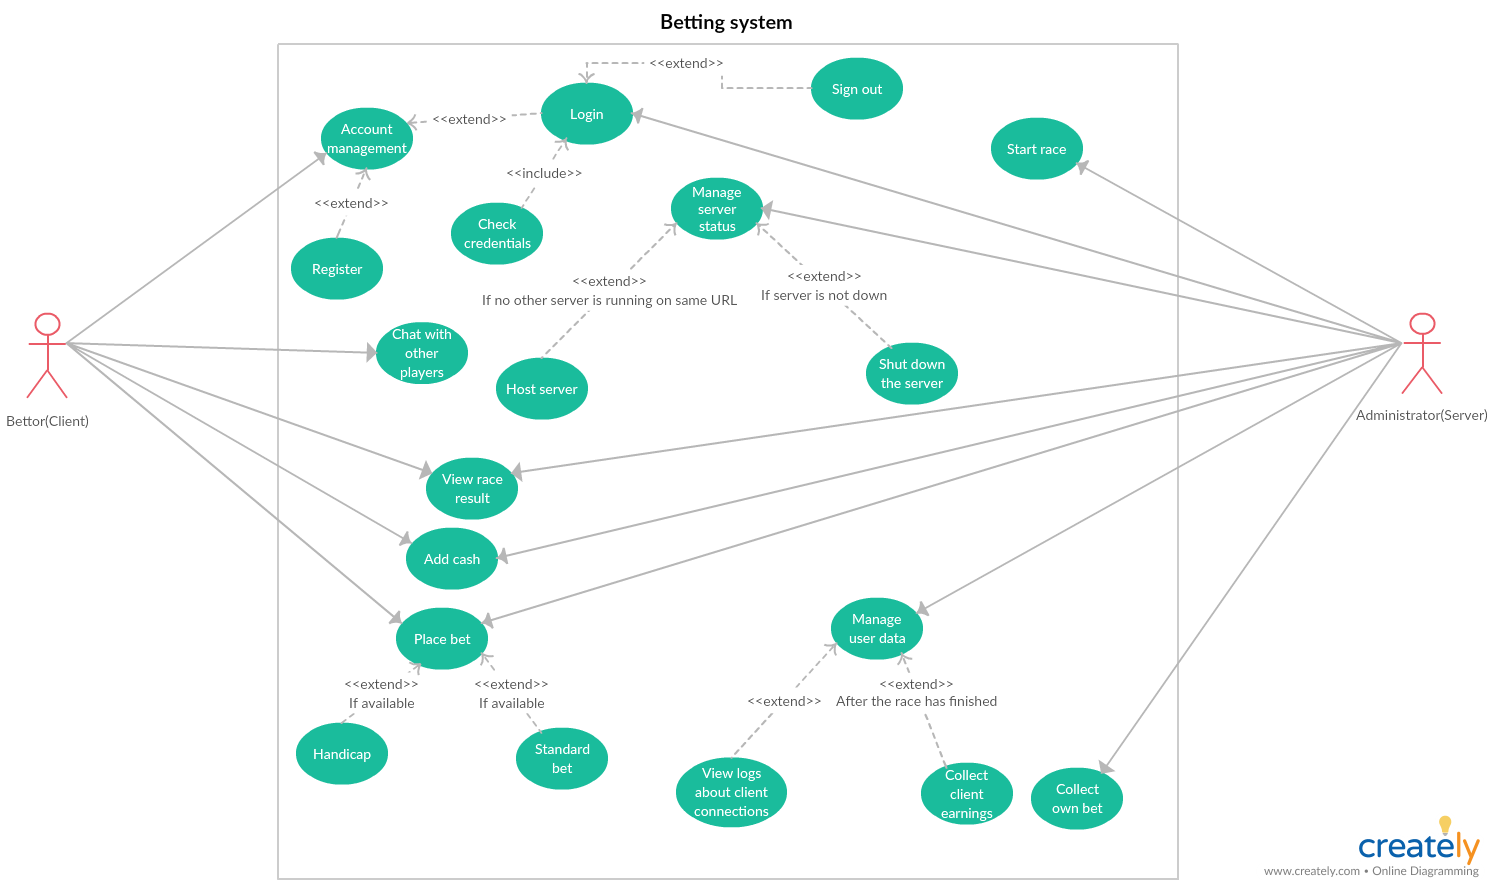 Betting system
<<extend>>
Sign out
Login
<<extend>>
Account
management
Start race
<<include>>
Manage
server
status
<<extend>>
Check
credentials
Register
<<extend>>
If server is not down
<<extend>>
If no other server is running on same URL
Chat with
other
players
Shut down
the server
Host server
Bettor(Client)
Administrator(Server)
View race
result
Add cash
Place bet
Manage
user data
<<extend>>
If available
<<extend>>
If available
<<extend>>
<<extend>>
After the race has finished
Handicap
Standard
bet
View logs
about client
connections
Collect
client
earnings
Collect
own bet
creately
www.creately.com • Online Diagramming